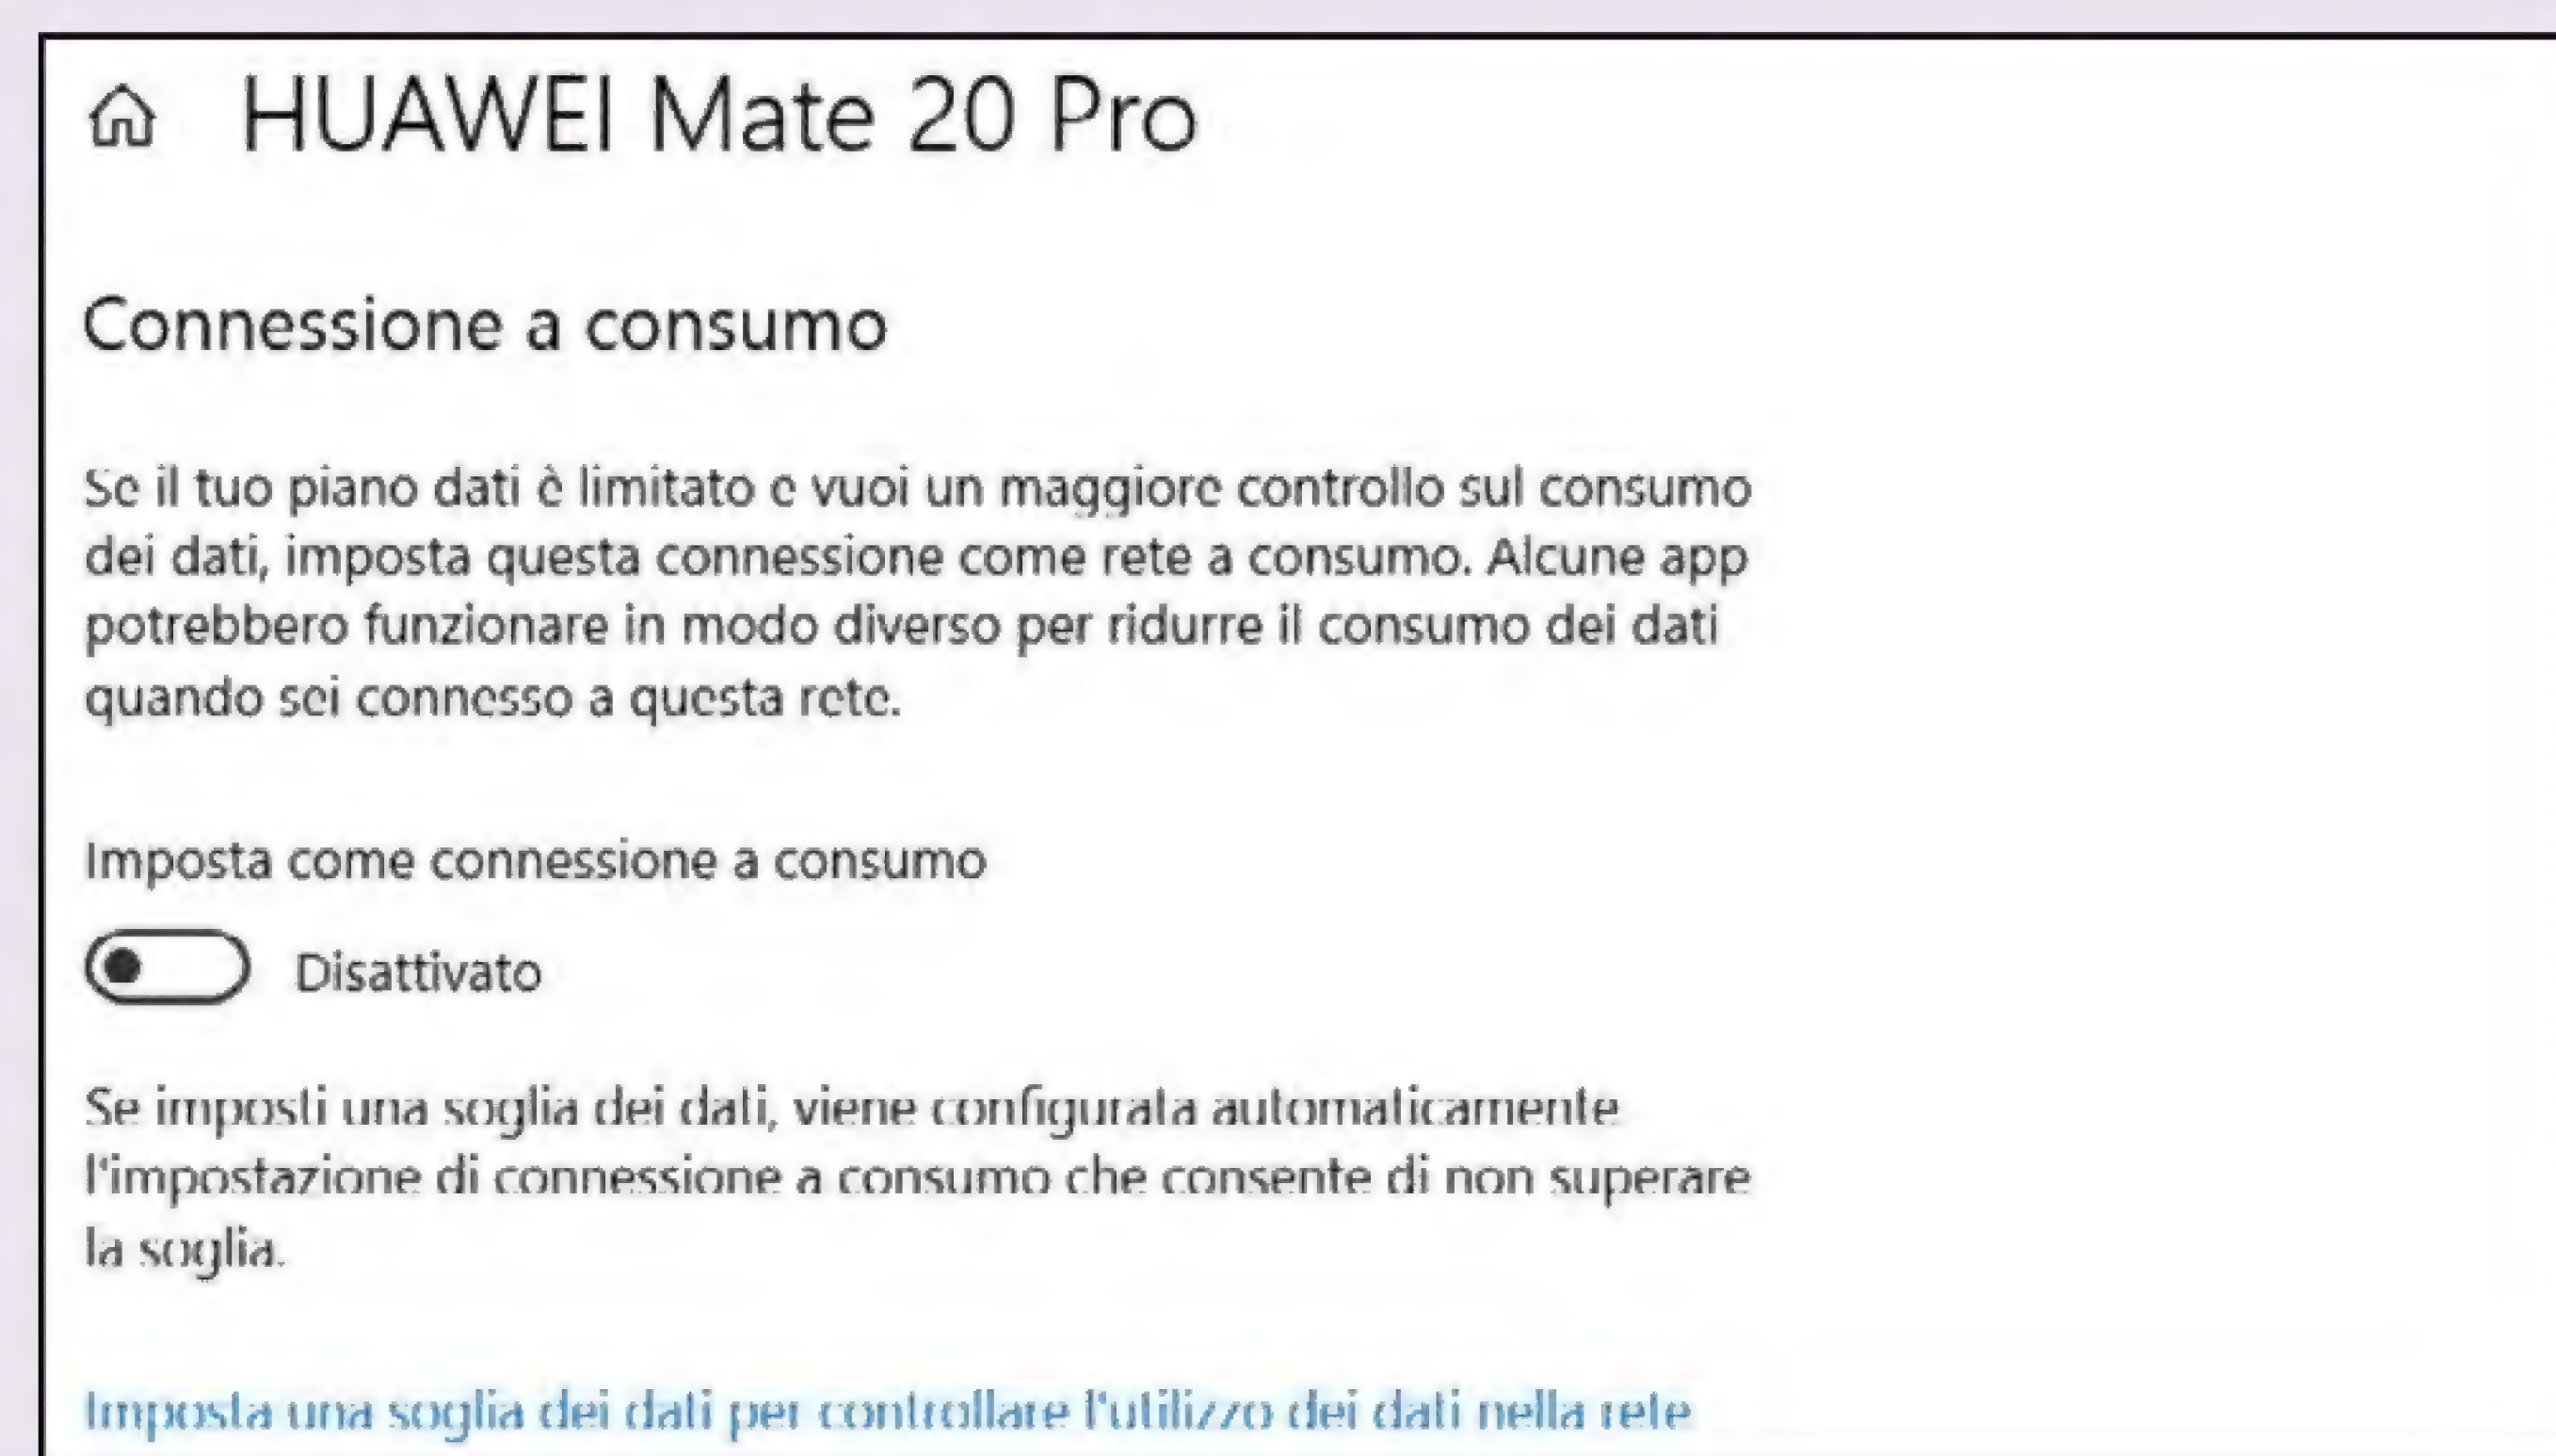 HUAWEI Mate 20 Pro
Connessione a consumo
Se il tuo piano dati è limitato e vuoi un maggiore controllo sul consumo
dei dati, imposta questa connessione come rete a consumo. Alcune app
potrebbero funzionare in modo diverso per ridurre il consumo dei dati
quando sei connesso a questa rete.
Imposta come connessione a consumo
Disattivato
Se imposti una soglia dei dati, viene configurata automaticamente
l'impostazione di connessione a consumo che consente di non superare
la soglia.
Imposta una soglia dei dati per controllare l'utilizzo dei dati nella rete